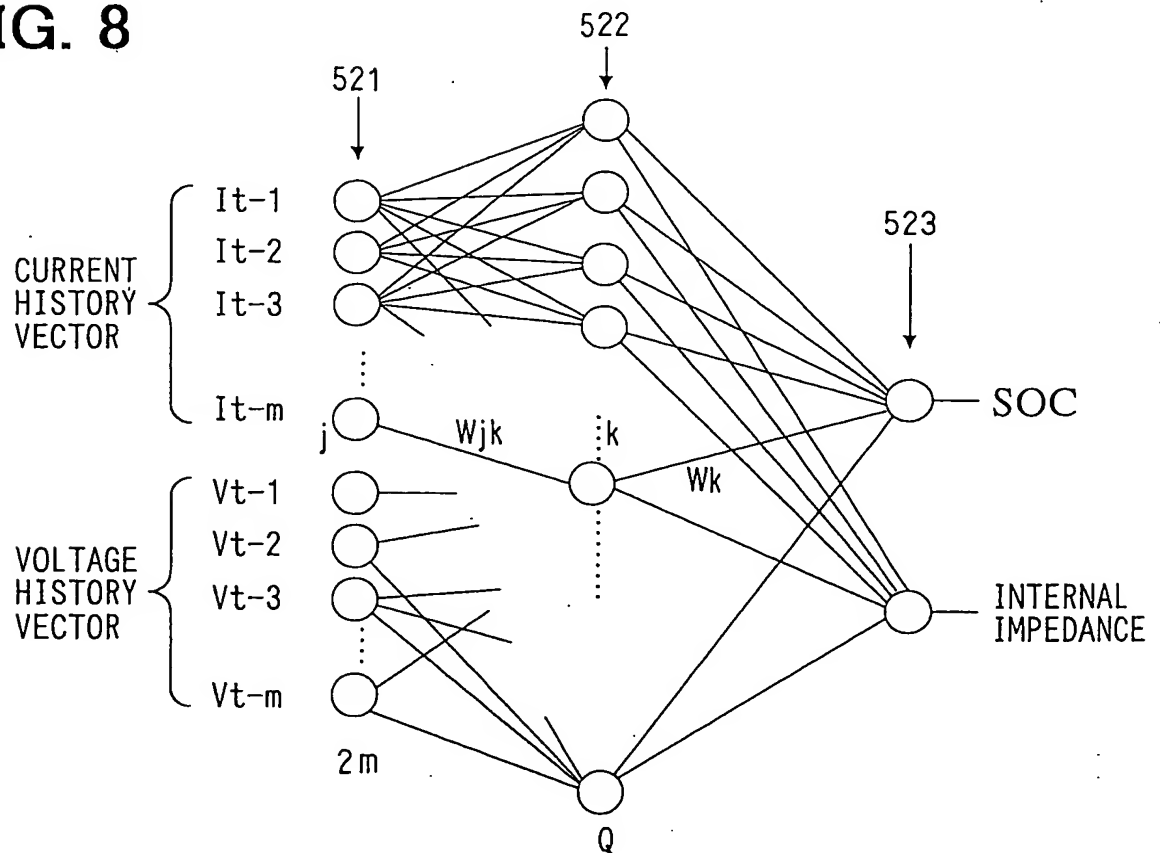 IG. 8
522
521
523
CURRENT
HISTORY
VECTOR
It-1
It-2
It-3
It-m
j
Wjk
k
Wk
SOC
VOLTAGE
HISTORY
VECTOR
Vt-1
Vt-2
Vt-3
Vt-m
INTERNAL
IMPEDANCE
2m
Q